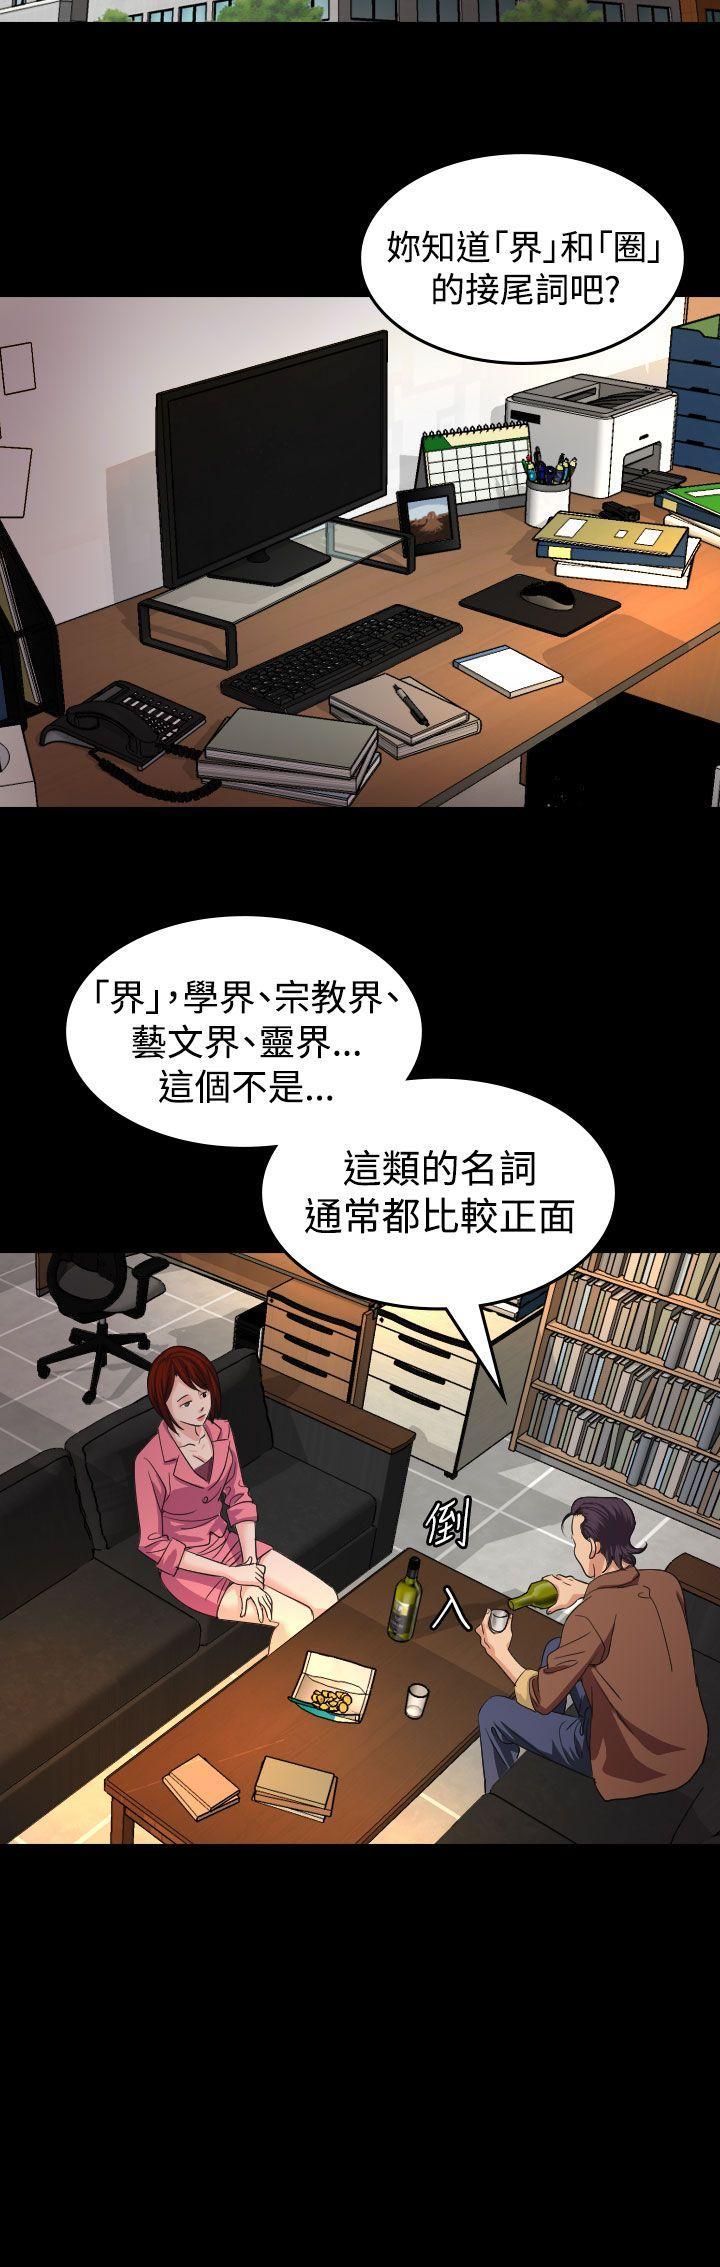 妳知道「界」和「圈」
的接尾詞吧?
「界」,學界、宗教界、
藝文界、靈界...
這個不是...
這類的名詞
通常都比較正面
倒
入